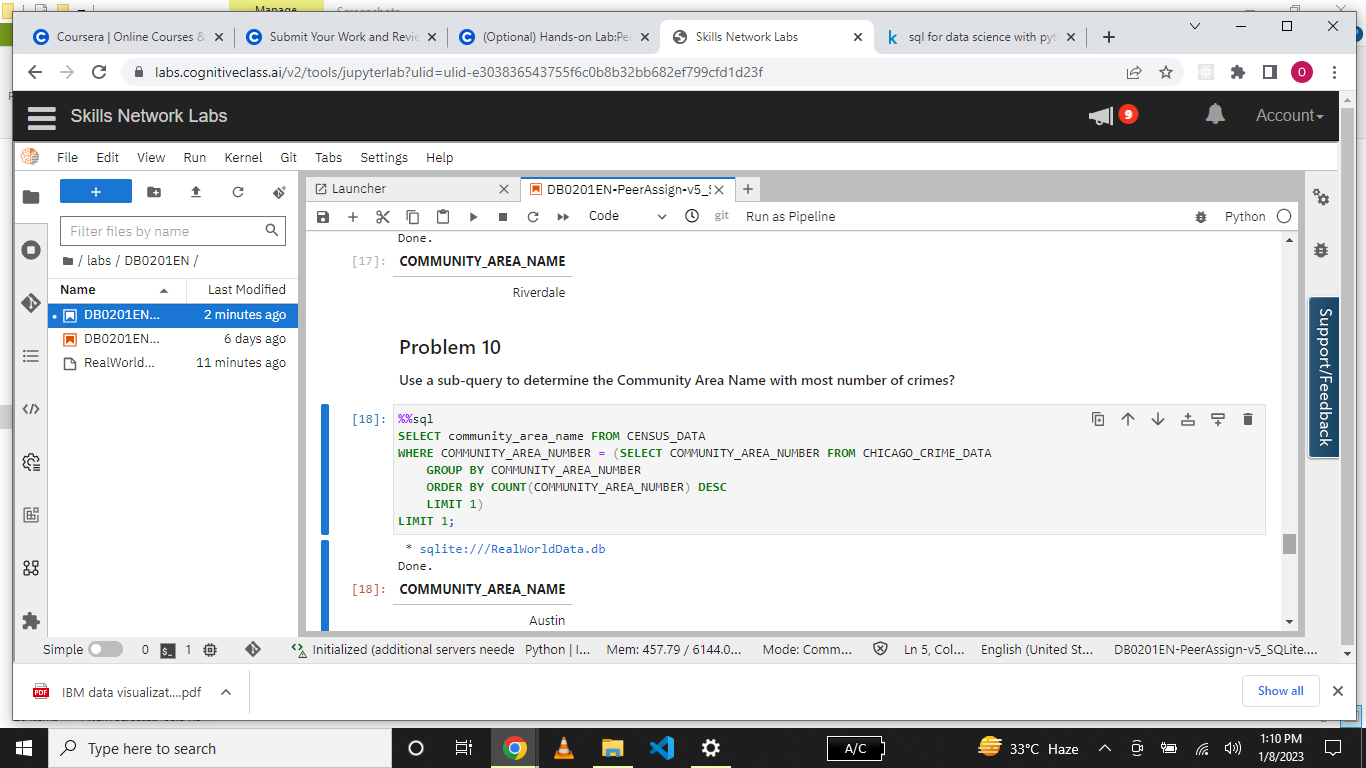 Manage
Coursera | Online Courses &
Submit Your Work and Revie
(Optional) Hands-on Lab:Pee
Skills Network Labs
sql for data science with pyth
labs.cognitiveclass.ai/v2/tools/jupyterlab?ulid=ulid-e303836543755f6c0b8b32bb682ef799cfd1d23f
O
Skills Network Labs
9
Account
File Edit View Run Kernel Git Tabs Settings Help
Launcher
DB0201EN-PeerAssign-v5_S
Code
git
Run as Pipeline
Python
Filter files by name
/ labs / DB0201EN /
Name
Last Modified
DB0201EN... 2 minutes ago
DB0201EN... 6 days ago
RealWorld... 11 minutes ago
Done.
[17]: COMMUNITY_AREA_NAME
Riverdale
Problem 10
Use a sub-query to determine the Community Area Name with most number of crimes?
[18]: %%sql
SELECT community_area_name FROM CENSUS_DATA
WHERE COMMUNITY_AREA_NUMBER = (SELECT COMMUNITY_AREA_NUMBER FROM CHICAGO_CRIME_DATA
GROUP BY COMMUNITY_AREA_NUMBER
ORDER BY COUNT(COMMUNITY_AREA_NUMBER) DESC
LIMIT 1)
LIMIT 1;
* sqlite:///RealWorldData.db
Done.
[18]: COMMUNITY_AREA_NAME
Austin
Support/Feedback
Simple 0 1 Initialized (additional servers neede Python | I... Mem: 457.79 / 6144.0... Mode: Comm... Ln 5, Col... English (United St... DB0201EN-PeerAssign-v5_SQLite....
PDF
IBM data visualizat....pdf
Show all
Type here to search
A/C
33°C Haze
1:10 PM
1/8/2023